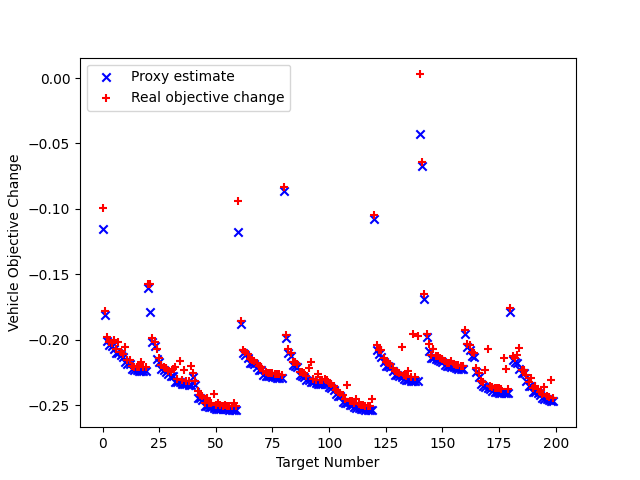 Proxy estimate
Real objective change
0.00
−0.05
−0.10
−0.15
−0.20
−0.25
Vehicle Objective Change
0 25 50 75 100 125 150 175 200
Target Number